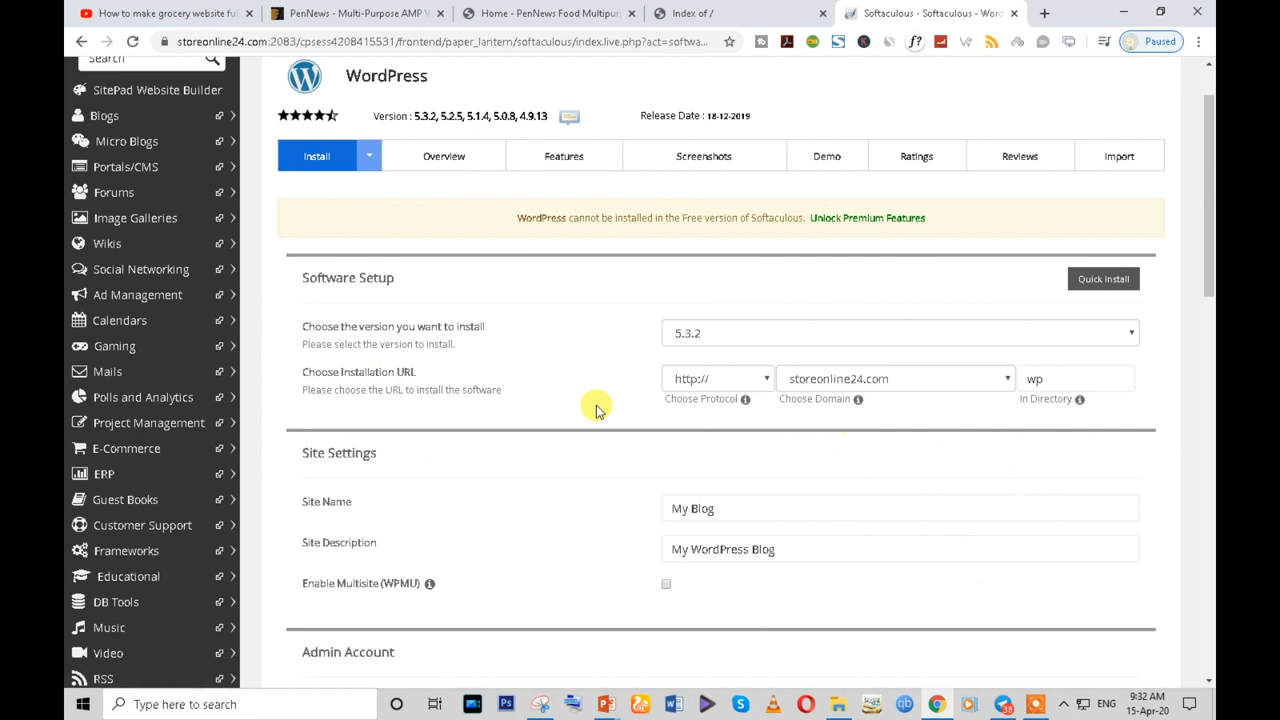 How to make grocery website ful
PenNews - Multi-Purpose AMP W
Home - PenNews Food Multipurp
Index of /
Softaculous - Softaculous - Word
storeonline24.com:2083/cpsess4208415531/frontend/paper_lantern/softaculous/index.live.php?act=softwa...
Paused
Search
SitePad Website Builder
Blogs
Micro Blogs
Portals/CMS
Forums
Image Galleries
Wikis
Social Networking
Ad Management
Calendars
Gaming
Mails
Polls and Analytics
Project Management
E-Commerce
ERP
Guest Books
Customer Support
Frameworks
Educational
DB Tools
Music
Video
RSS
WordPress
Version : 5.3.2, 5.2.5, 5.1.4, 5.0.8, 4.9.13
Release Date : 18-12-2019
Install
Overview
Features
Screenshots
Demo
Ratings
Reviews
Import
WordPress cannot be installed in the Free version of Softaculous. Unlock Premium Features
Software Setup
Quick Install
Choose the version you want to install
Please select the version to install.
5.3.2
Choose Installation URL
Please choose the URL to install the software
http://
storeonline24.com
wp
Choose Protocol
Choose Domain
In Directory
Site Settings
Site Name
My Blog
Site Description
My WordPress Blog
Enable Multisite (WPMU)
Admin Account
Type here to search
ENG
9:32 AM
15-Apr-20